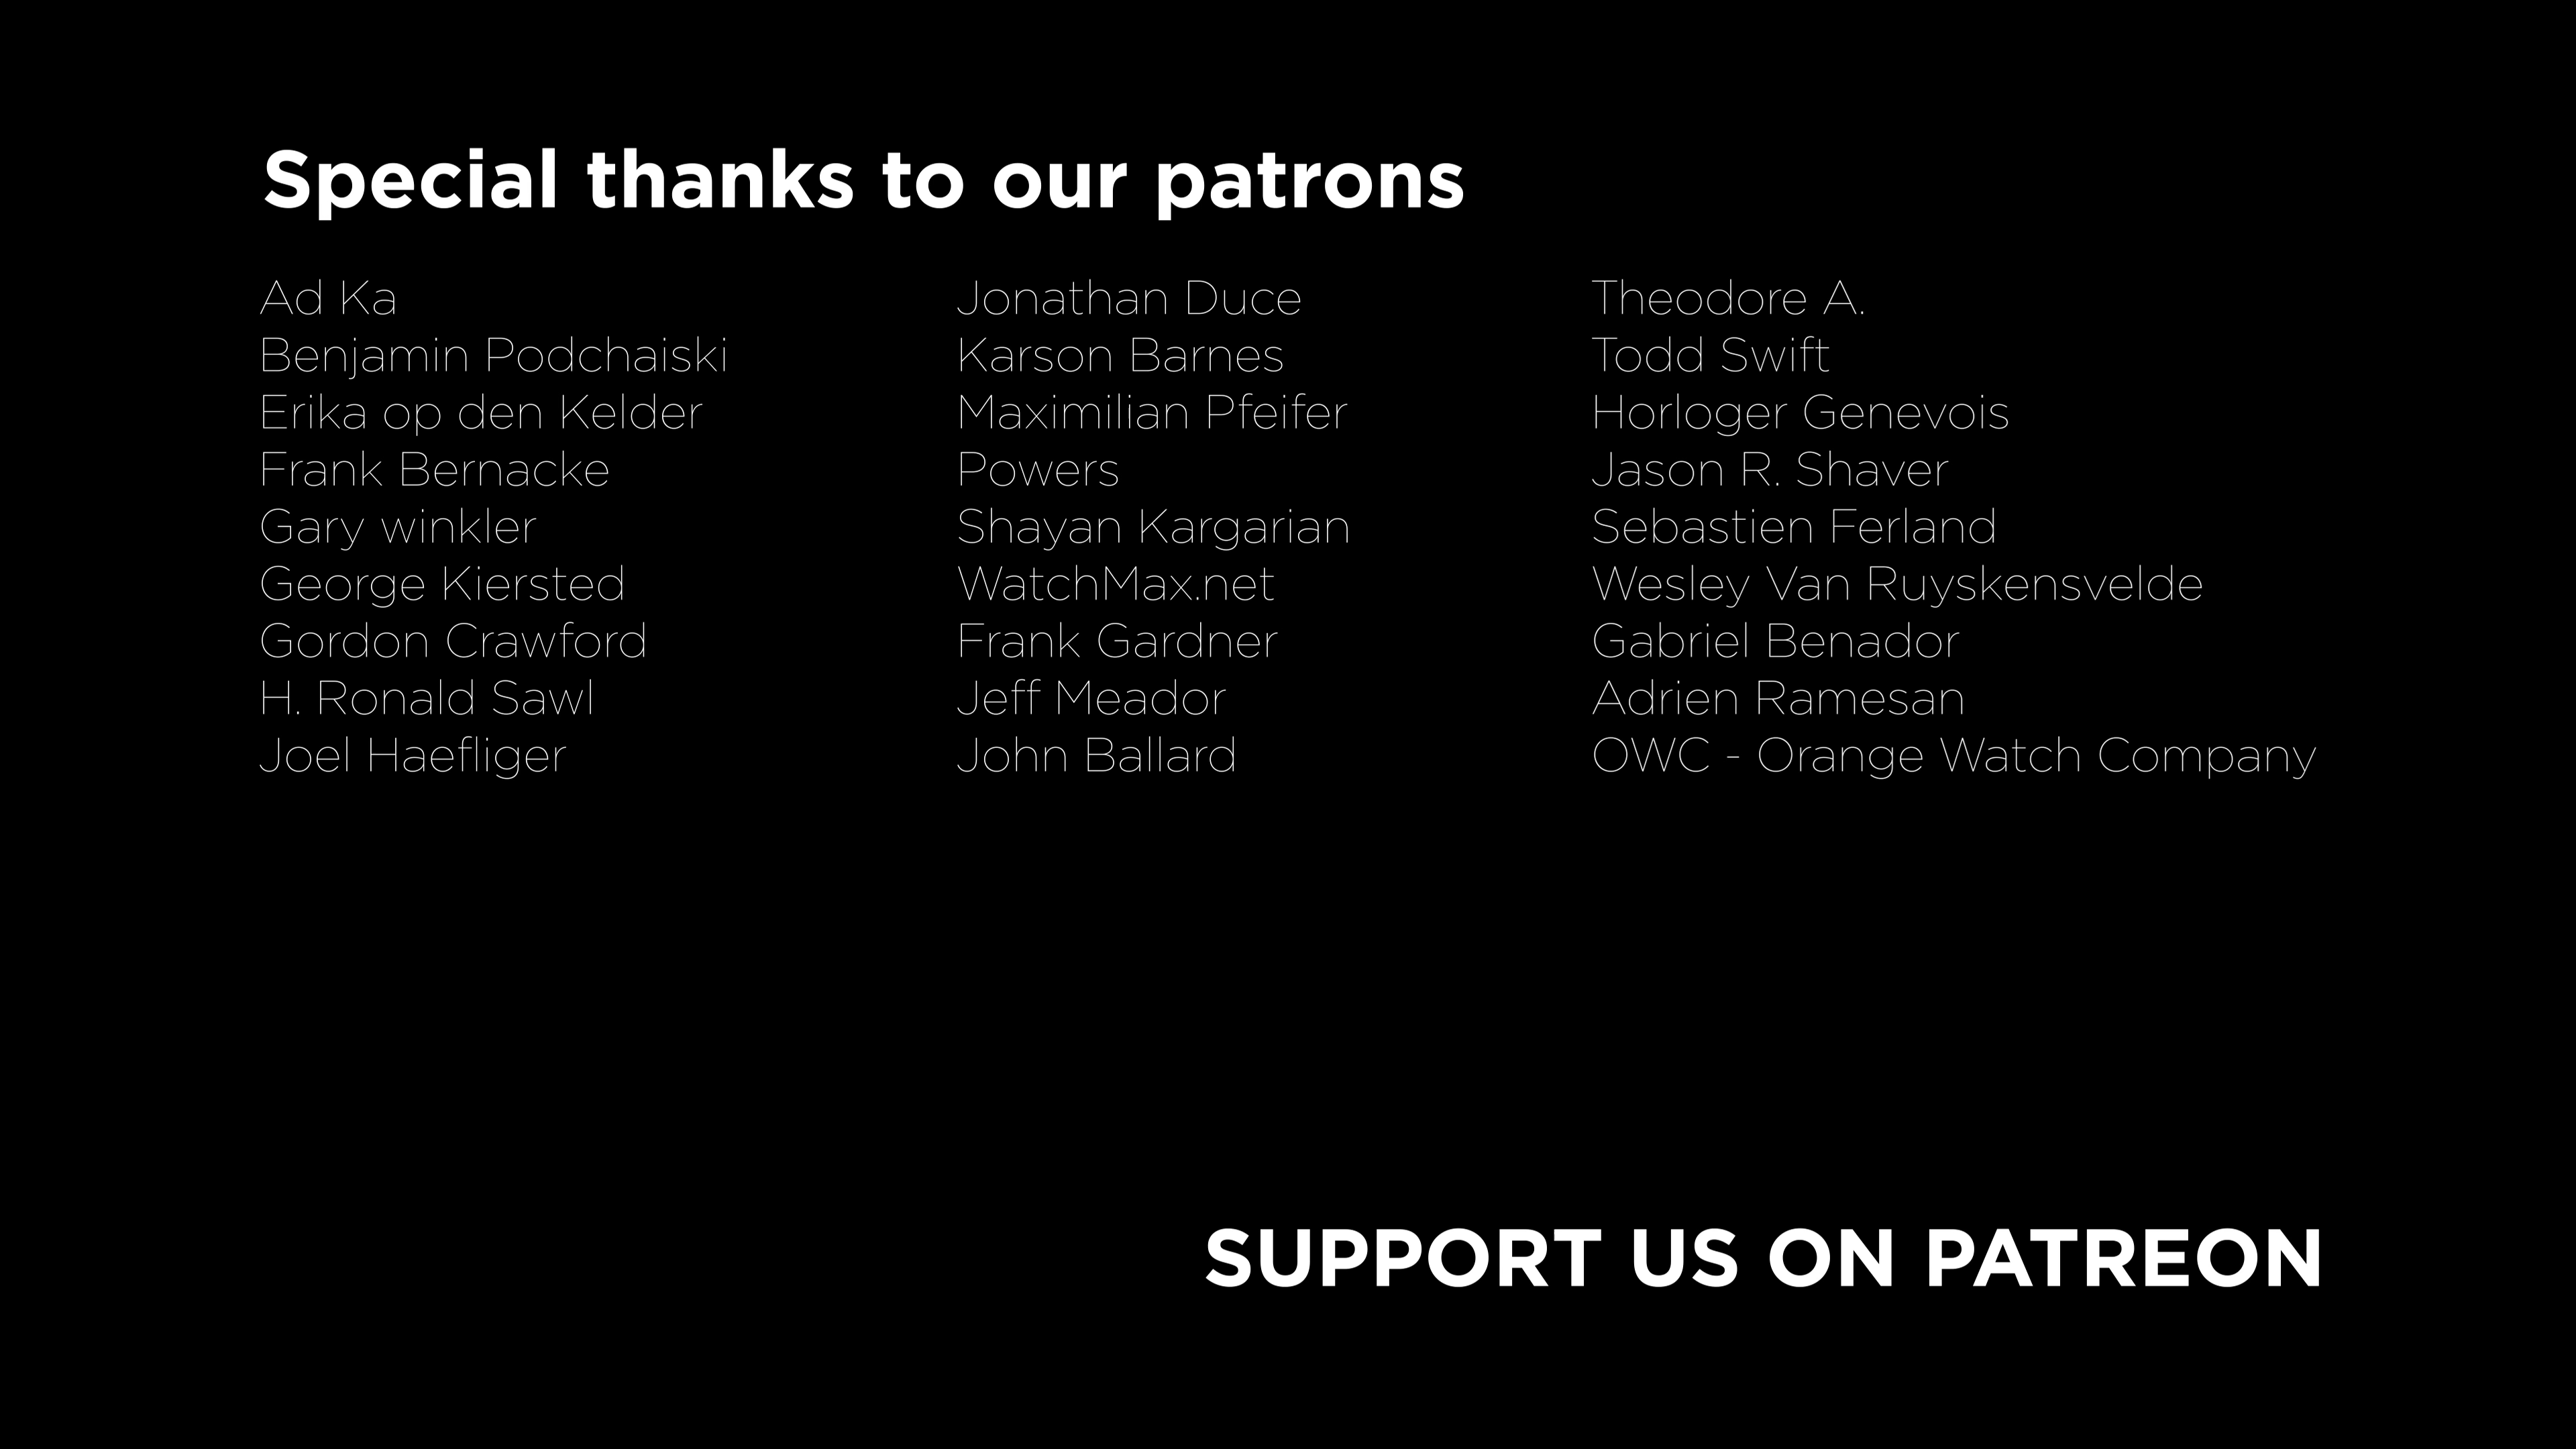 Special thanks to our patrons
Ad Ka
Benjamin Podchaiski
Erika op den Kelder
Frank Bernacke
Gary winkler
George Kiersted
Gordon Crawford
H. Ronald Sawl
Joel Haefliger
Jonathan Duce
Karson Barnes
Maximilian Pfeifer
Powers
Shayan Kargarian
WatchMax.net
Frank Gardner
Jeff Meador
John Ballard
Theodore A.
Todd Swift
Horloger Genevois
Jason R. Shaver
Sebastien Ferland
Wesley Van Ruyskensvelde
Gabriel Benador
Adrien Ramesan
OWC - Orange Watch Company
SUPPORT US ON PATREON